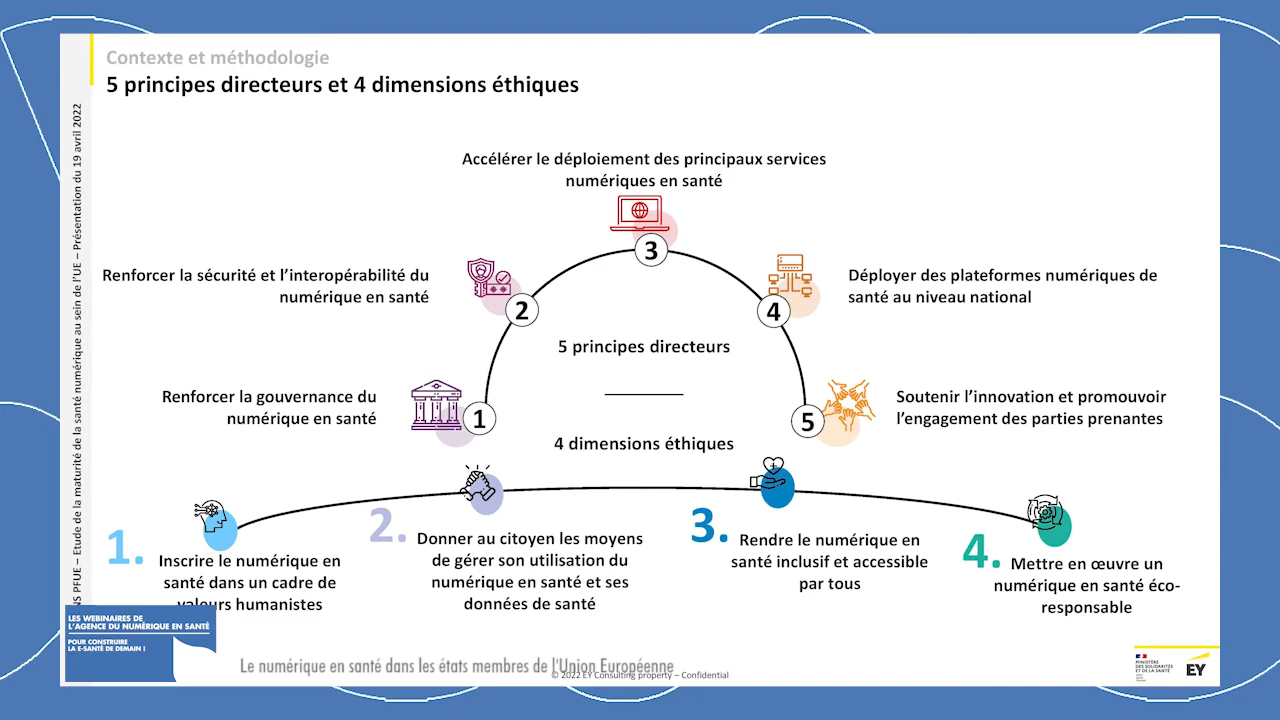 Contexte et méthodologie
5 principes directeurs et 4 dimensions éthiques
NS PFUE – Etude de la maturité de la santé numérique au sein de l'UE – Présentation du 19 avril 2022
Accélérer le déploiement des principaux services
numériques en santé
3
Renforcer la sécurité et l'interopérabilité du
numérique en santé
2
4
Déployer des plateformes numériques de
santé au niveau national
5 principes directeurs
Renforcer la gouvernance du
numérique en santé
1
5
Soutenir l'innovation et promouvoir
l'engagement des parties prenantes
4 dimensions éthiques
1.
Inscrire le numérique en
santé dans un cadre de
valeurs humanistes
2.
Donner au citoyen les moyens
de gérer son utilisation du
numérique en santé et ses
données de santé
3.
Rendre le numérique en
santé inclusif et accessible
par tous
4.
Mettre en œuvre un
numérique en santé éco-
responsable
LES WEBINAIRES DE
L'AGENCE DU NUMÉRIQUE EN SANTÉ
POUR CONSTRUIRE
LA E-SANTÉ DE DEMAIN !
Le numérique en santé dans les états membres de l'Union Européenne
© 2022 EY Consulting property – Confidential
MINISTÈRE
DES SOLIDARITÉS
ET DE LA SANTÉ
EY